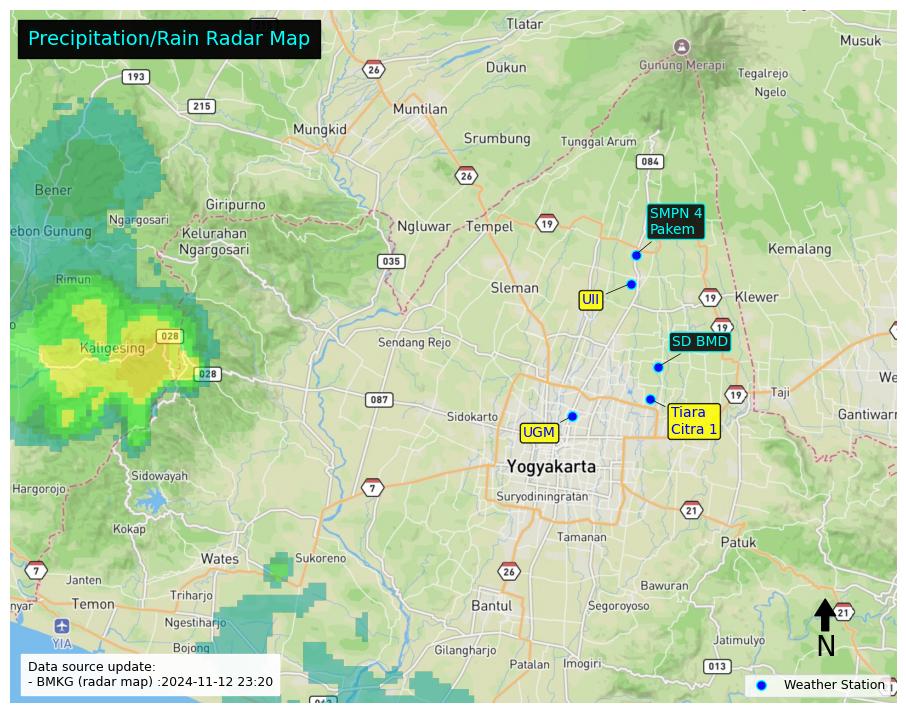 Precipitation/Rain Radar Map
Tlatar
Musuk
26
193
Dukun
Gunung Merapi
Tegalrejo
Ngelo
215
Muntilan
Mungkid
Srumbung
Tunggal Arum
084
26
Bener
Giripurno
Ngargosari
SMPN 4
Pakem
Ngluwar
Tempel
19
ebon Gunung
Kelurahan
Ngargosari
Kemalang
035
Rimun
Sleman
UII
19
Klewer
19
028
Kaligesing
Sendang Rejo
SD BMD
028
We
087
19
Taji
Sidokarto
Tiara
Citra 1
Gantiwarn
UGM
Yogyakarta
Sidowayah
Hargorojo
7
Suryodiningratan
21
Kokap
Tamanan
Patuk
Wates
Sukoreno
7
26
Janten
Triharjo
Bawuran
nyar
Temon
Bantul
Segoroyoso
21
Ngestiharjo
YIA
Bojong
Jatimulyo
N
Gilangharjo
Patalan
Imogiri
013
Data source update:
- BMKG (radar map) :2024-11-12 23:20
Weather Station